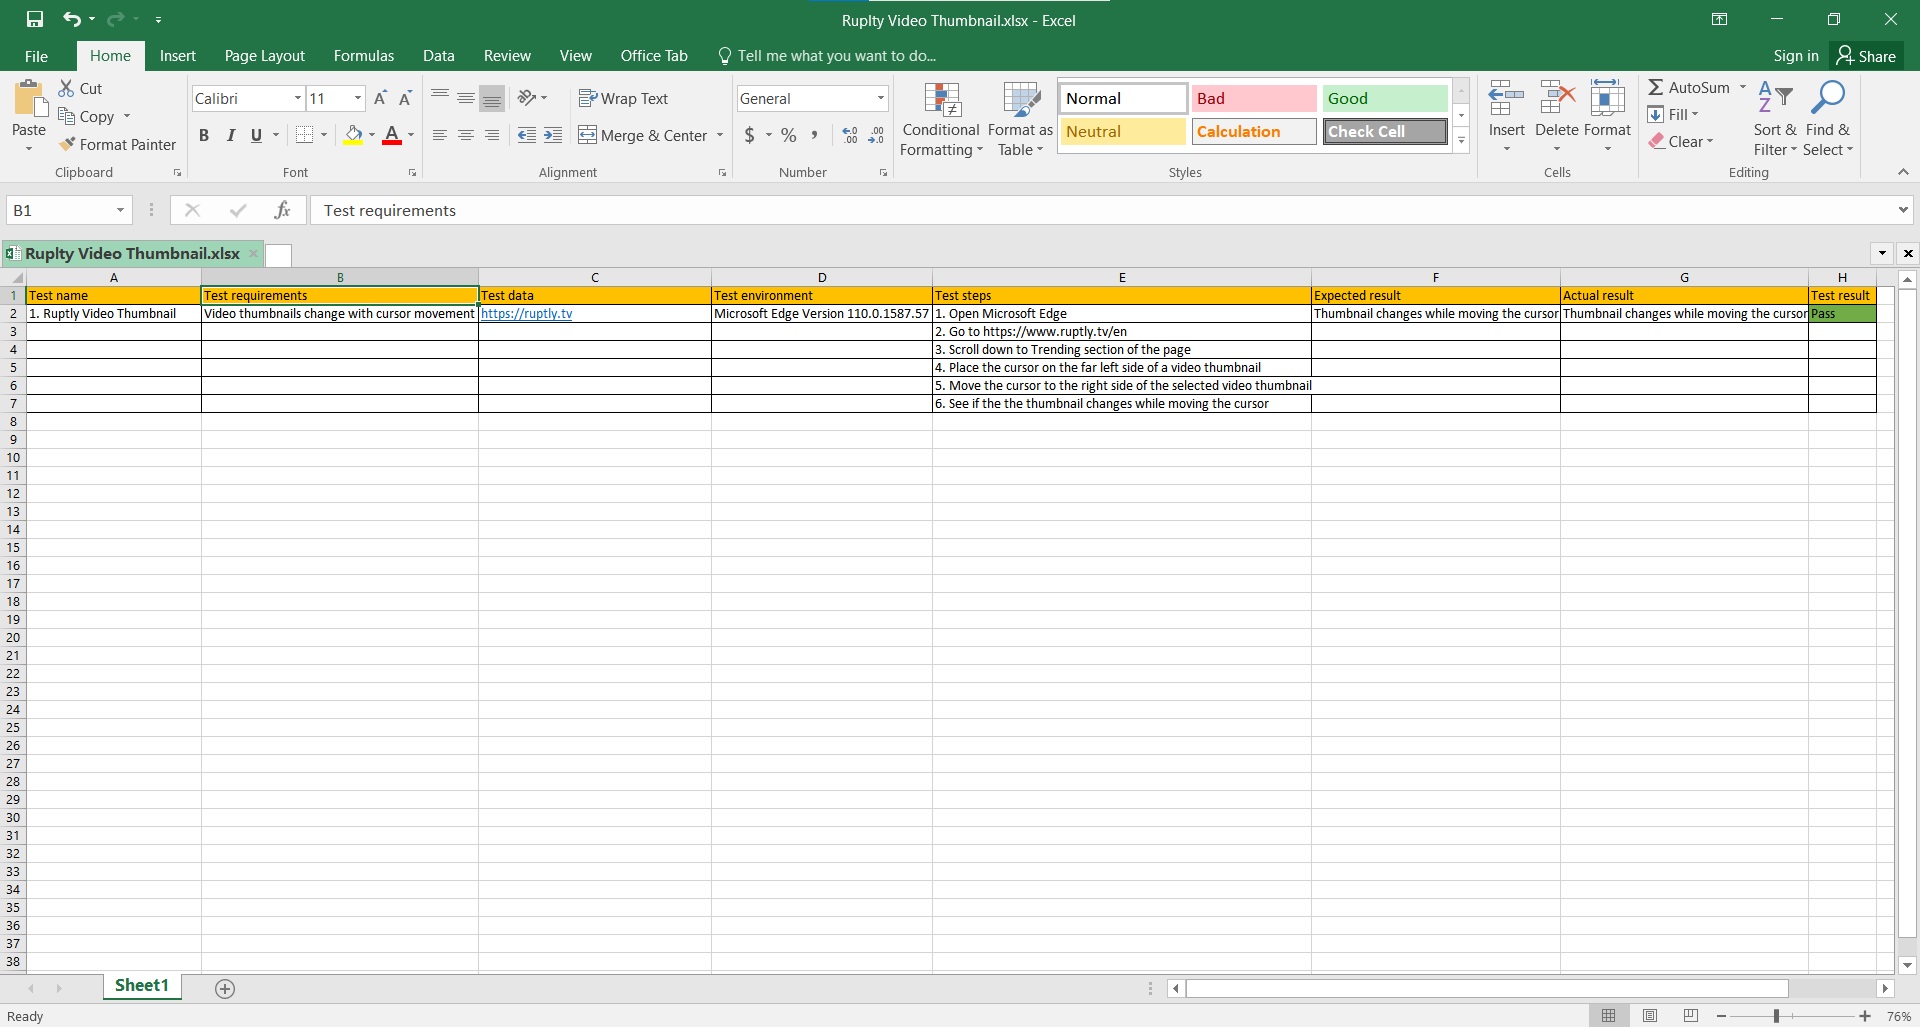 Ruplty Video Thumbnail.xlsx - Excel
File Home Insert Page Layout Formulas Data Review View Office Tab Tell me what you want to do... Sign in Share
Paste
Cut
Copy
Format Painter
Clipboard
Calibri 11 A A
B I U A
Font
Wrap Text
Merge & Center
Alignment
General
$ % , .00 .00
Number
Conditional Formatting
Format as Table
Normal Bad Good
Neutral Calculation Check Cell
Styles
Insert Delete Format
Cells
AutoSum
Fill
Clear
Sort & Filter
Find & Select
Editing
B1 fx Test requirements
Ruplty Video Thumbnail.xlsx
A B C D E F G H
1 Test name Test requirements Test data Test environment Test steps Expected result Actual result Test result
2 1. Ruptly Video Thumbnail Video thumbnails change with cursor movement https://ruptly.tv Microsoft Edge Version 110.0.1587.57 1. Open Microsoft Edge Thumbnail changes while moving the cursor Thumbnail changes while moving the cursor Pass
3 2. Go to https://www.ruptly.tv/en
4 3. Scroll down to Trending section of the page
5 4. Place the cursor on the far left side of a video thumbnail
6 5. Move the cursor to the right side of the selected video thumbnail
7 6. See if the the thumbnail changes while moving the cursor
8
9
10
11
12
13
14
15
16
17
18
19
20
21
22
23
24
25
26
27
28
29
30
31
32
33
34
35
36
37
38
Sheet1
Ready 76%